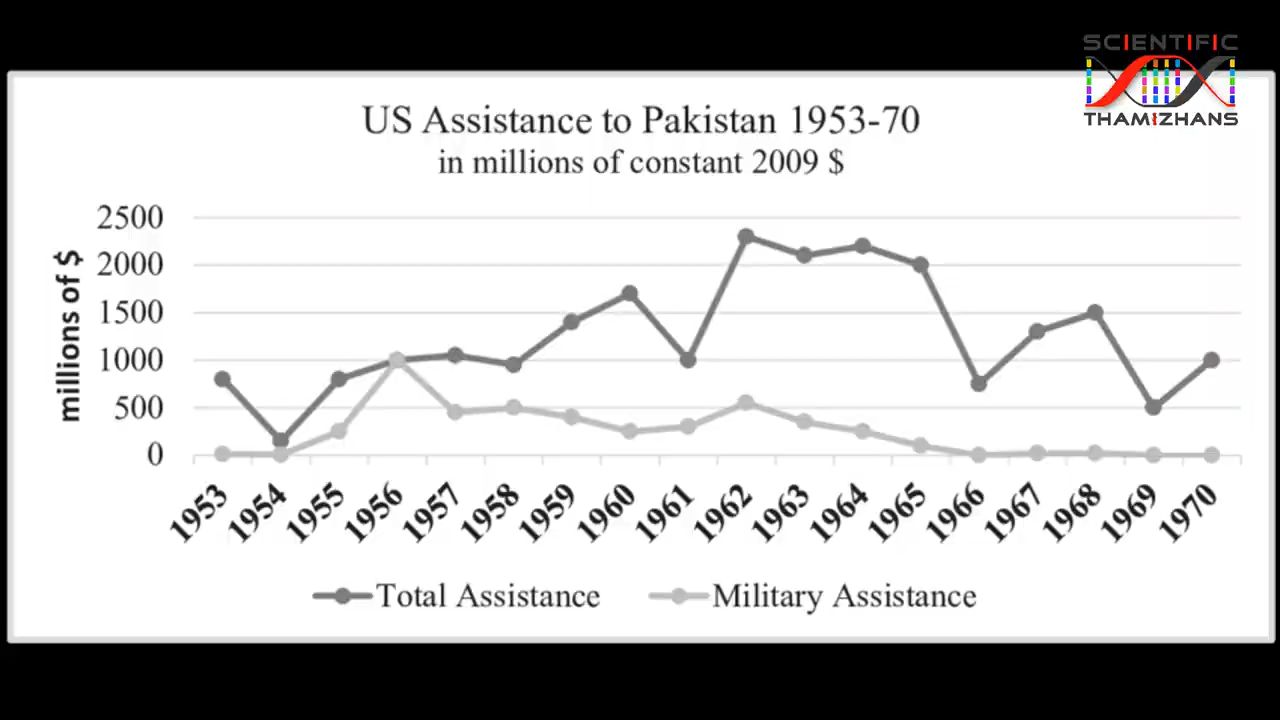 SCIENTIFIC
THAMIZHANS
US Assistance to Pakistan 1953-70
in millions of constant 2009 $
millions of $
2500
2000
1500
1000
500
0
1953 1954 1955 1956 1957 1958 1959 1960 1961 1962 1963 1964 1965 1966 1967 1968 1969 1970
Total Assistance Military Assistance